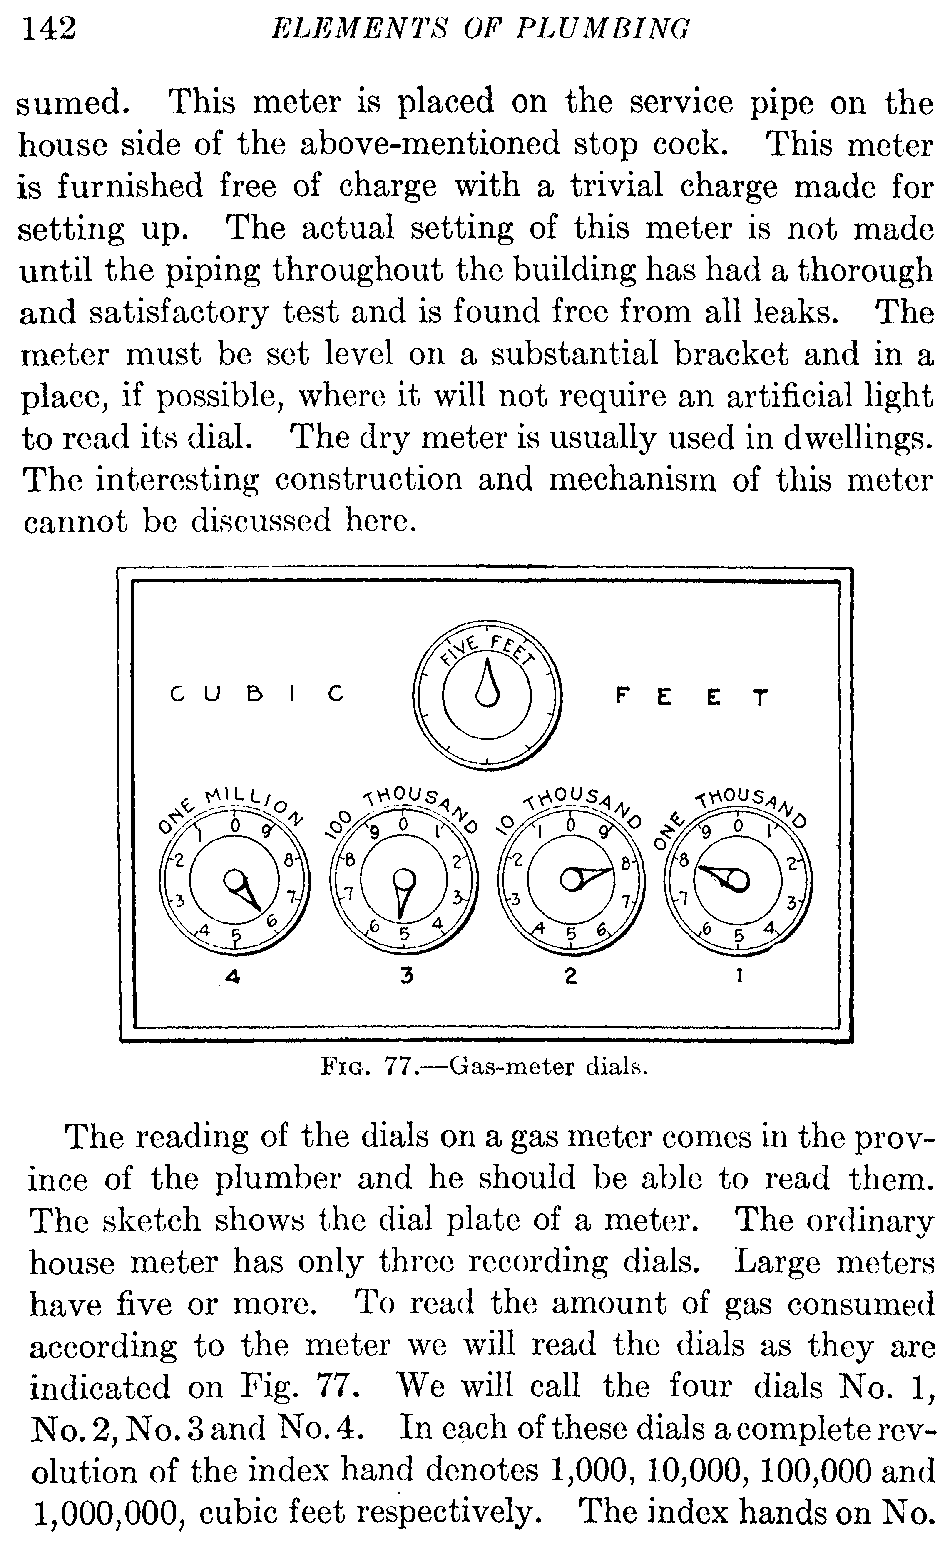 142 ELEMENTS OF PLUMBING
sumed. This meter is placed on the service pipe on the
house side of the above-mentioned stop cock. This meter
is furnished free of charge with a trivial charge made for
setting up. The actual setting of this meter is not made
until the piping throughout the building has had a thorough
and satisfactory test and is found free from all leaks. The
meter must be set level on a substantial bracket and in a
place, if possible, where it will not require an artificial light
to read its dial. The dry meter is usually used in dwellings.
The interesting construction and mechanism of this meter
cannot be discussed here.
FIVE FEET
CUBIC FEET
ONE MILLION
0 9 8 7 6 5 4 3 2 1
4
100 THOUSAND
0 1 2 3 4 5 6 7 8 9
3
10 THOUSAND
0 9 8 7 6 5 4 3 2 1
2
ONE THOUSAND
0 1 2 3 4 5 6 7 8 9
1
FIG. 77.—Gas-meter dials.
The reading of the dials on a gas meter comes in the prov-
ince of the plumber and he should be able to read them.
The sketch shows the dial plate of a meter. The ordinary
house meter has only three recording dials. Large meters
have five or more. To read the amount of gas consumed
according to the meter we will read the dials as they are
indicated on Fig. 77. We will call the four dials No. 1,
No. 2, No. 3 and No. 4. In each of these dials a complete rev-
olution of the index hand denotes 1,000, 10,000, 100,000 and
1,000,000, cubic feet respectively. The index hands on No.